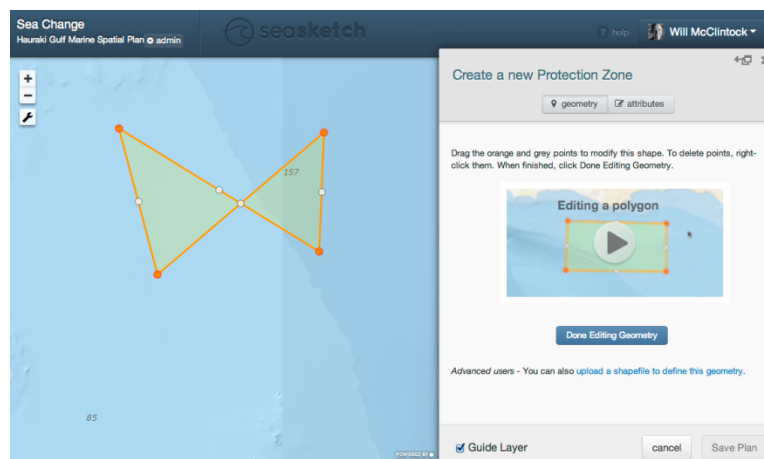 Sea Change
Hauraki Gulf Marine Spatial Plan admin
seasketch
? help
Will McClintock
+
−
Create a new Protection Zone
geometry
attributes
157
Drag the orange and grey points to modify this shape. To delete points, right-
click them. When finished, click Done Editing Geometry.
Editing a polygon
Done Editing Geometry
Advanced users - You can also upload a shapefile to define this geometry.
85
POWERED BY
Guide Layer
cancel
Save Plan